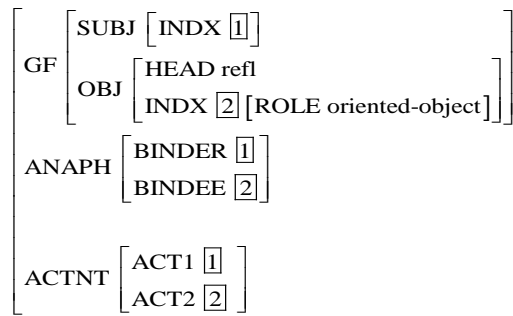 SUBJ [INDX 1]
GF
HEAD refl
OBJ
INDX 2 [ROLE oriented-object]
BINDER 1
ANAPH
BINDEE 2
ACT1 1
ACTNT
ACT2 2